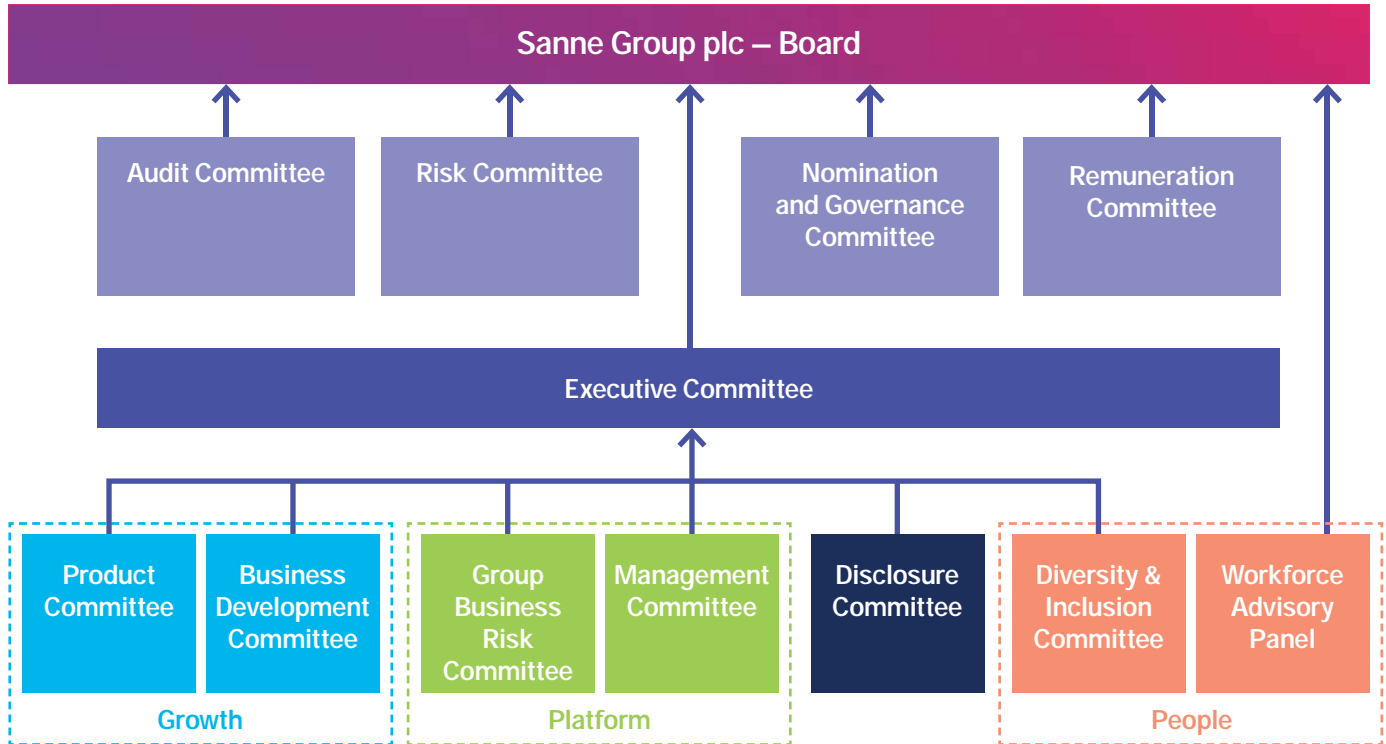 Sanne Group plc – Board
Audit Committee
Risk Committee
Nomination
and Governance
Committee
Remuneration
Committee
Executive Committee
Product
Committee
Business
Development
Committee
Group
Business
Risk
Committee
Management
Committee
Disclosure
Committee
Diversity &
Inclusion
Committee
Workforce
Advisory
Panel
Growth
Platform
People